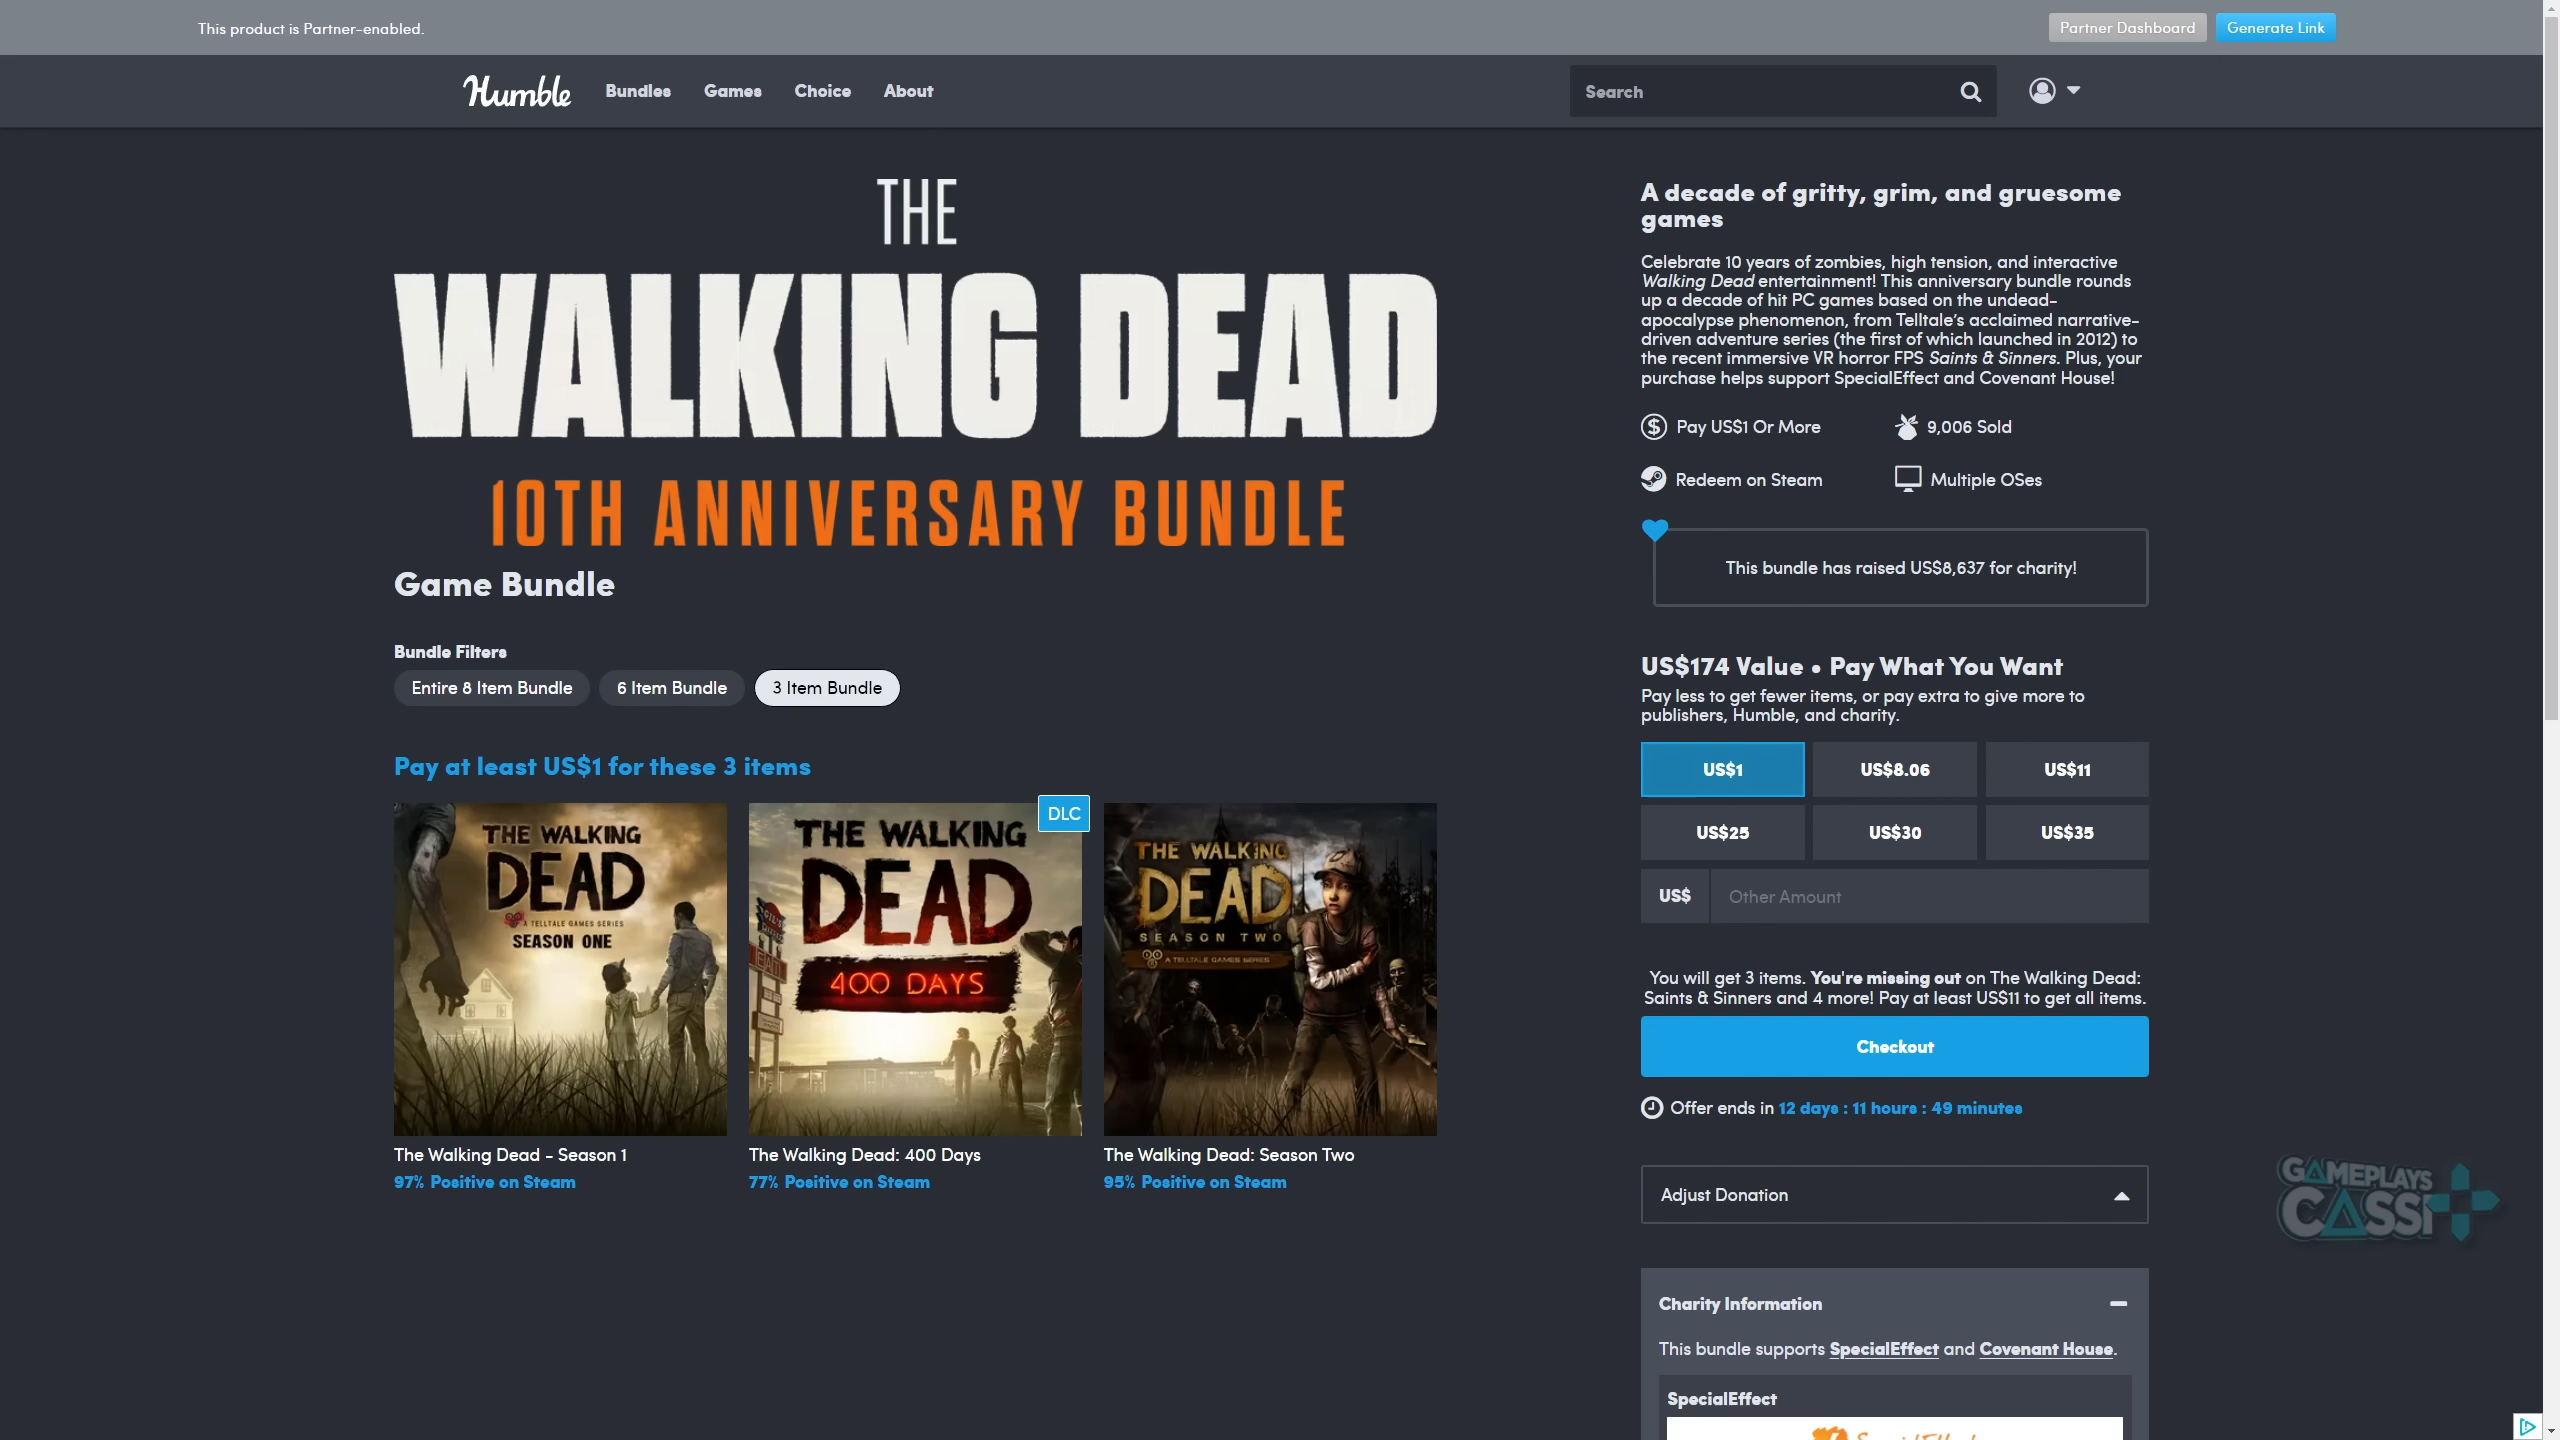 This product is Partner-enabled.
Partner Dashboard
Generate Link
Humble
Bundles
Games
Choice
About
Search
THE
WALKING DEAD
10TH ANNIVERSARY BUNDLE
Game Bundle
Bundle Filters
Entire 8 Item Bundle
6 Item Bundle
3 Item Bundle
Pay at least US$1 for these 3 items
THE WALKING
DEAD
A TELLTALE GAMES SERIES
SEASON ONE
The Walking Dead - Season 1
97% Positive on Steam
DLC
THE WALKING
DEAD
EAT
400 DAYS
The Walking Dead: 400 Days
77% Positive on Steam
THE WALKING
DEAD
SEASON TWO
A TELLTALE GAMES SERIES
The Walking Dead: Season Two
95% Positive on Steam
A decade of gritty, grim, and gruesome
games
Celebrate 10 years of zombies, high tension, and interactive
Walking Dead entertainment! This anniversary bundle rounds
up a decade of hit PC games based on the undead-
apocalypse phenomenon, from Telltale's acclaimed narrative-
driven adventure series (the first of which launched in 2012) to
the recent immersive VR horror FPS Saints & Sinners. Plus, your
purchase helps support SpecialEffect and Covenant House!
Pay US$1 Or More
9,006 Sold
Redeem on Steam
Multiple OSes
This bundle has raised US$8,637 for charity!
US$174 Value • Pay What You Want
Pay less to get fewer items, or pay extra to give more to
publishers, Humble, and charity.
US$1
US$8.06
US$11
US$25
US$30
US$35
US$
Other Amount
You will get 3 items. You're missing out on The Walking Dead:
Saints & Sinners and 4 more! Pay at least US$11 to get all items.
Checkout
Offer ends in 12 days : 11 hours : 49 minutes
Adjust Donation
Charity Information
This bundle supports SpecialEffect and Covenant House.
SpecialEffect
GAMEPLAYS
CASSI